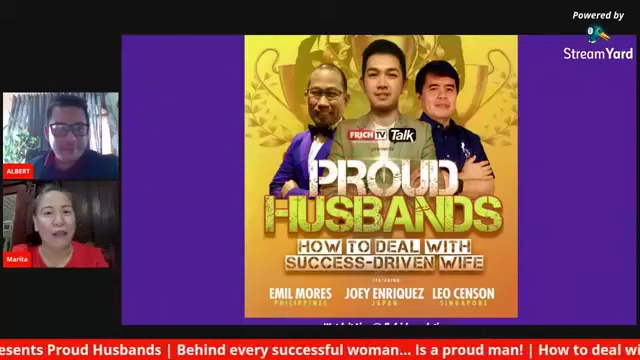 Powered by
StreamYard
FRICH TV Talk
presents
PROUD
HUSBANDS
HOW TO DEAL WITH
SUCCESS-DRIVEN WIFE
FEATURING
EMIL MORES
PHILIPPINES
JOEY ENRIQUEZ
JAPAN
LEO CENSON
SINGAPORE
ALBERT
Marita
esents Proud Husbands | Behind every successful woman... Is a proud man! | How to deal wi